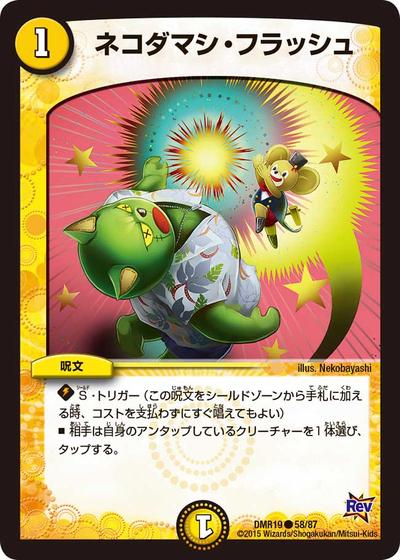 1
ネコダマシ・フラッシュ
呪文
illus. Nekobayashi
S・トリガー(この呪文をシールドゾーンから手札に加え
る時、コストを支払わずにすぐ唱えてもよい)
■ 相手は自身のアンタップしているクリーチャーを1体選び、
タップする。
1
DMR19 ● 58/87
©2015 Wizards/Shogakukan/Mitsui-Kids
Rev